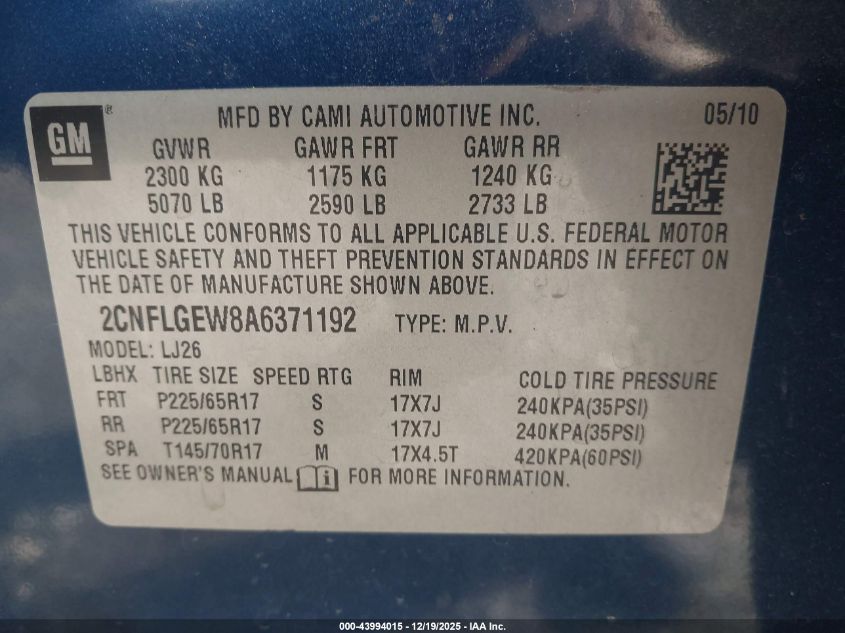 GM ®
MFD BY CAMI AUTOMOTIVE INC. 05/10
GVWR GAWR FRT GAWR RR
2300 KG 1175 KG 1240 KG
5070 LB 2590 LB 2733 LB
THIS VEHICLE CONFORMS TO ALL APPLICABLE U.S. FEDERAL MOTOR
VEHICLE SAFETY AND THEFT PREVENTION STANDARDS IN EFFECT ON
THE DATE OF MANUFACTURE SHOWN ABOVE.
2CNFLGEW8A6371192 TYPE: M.P.V.
MODEL: LJ26
LBHX TIRE SIZE SPEED RTG RIM COLD TIRE PRESSURE
FRT P225/65R17 S 17X7J 240KPA(35PSI)
RR P225/65R17 S 17X7J 240KPA(35PSI)
SPA T145/70R17 M 17X4.5T 420KPA(60PSI)
SEE OWNER'S MANUAL i FOR MORE INFORMATION.
000-43994015 - 12/19/2025 - IAA Inc.